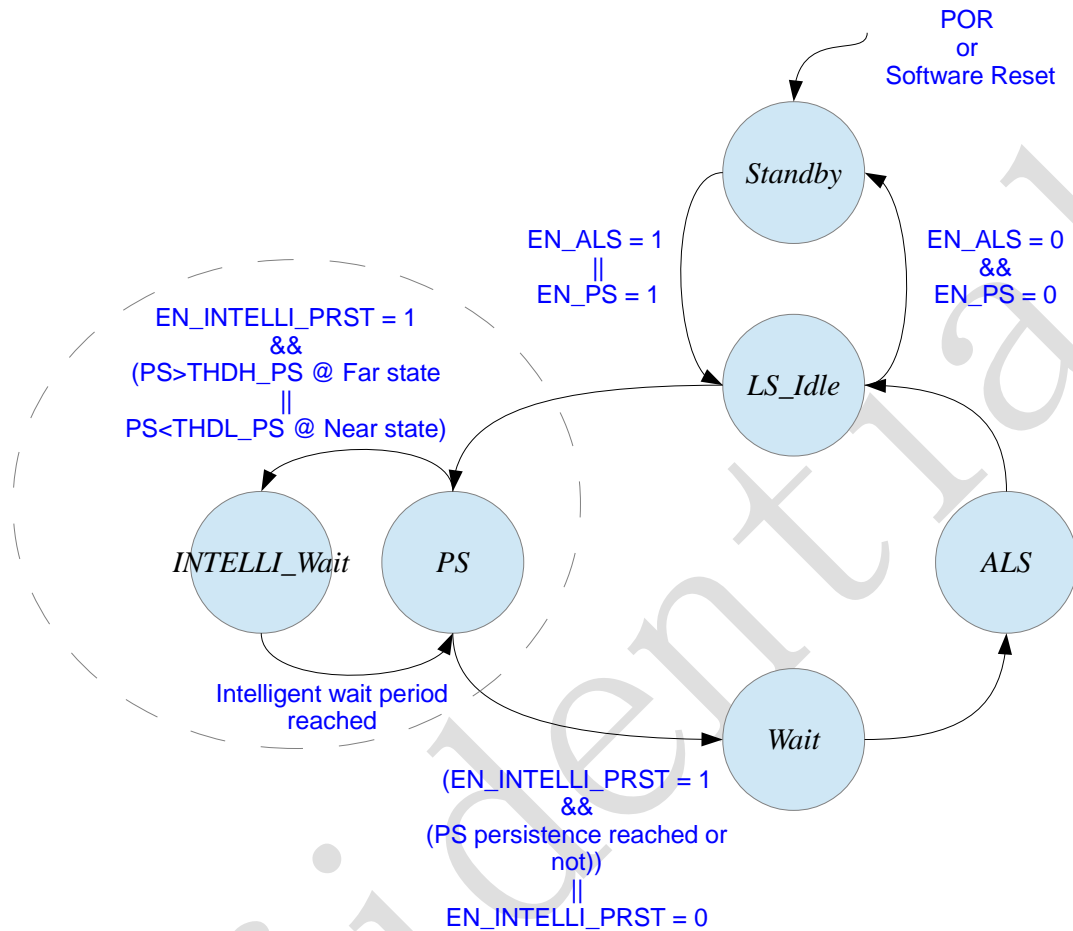 POR
or
Software Reset
Standby
EN_ALS = 1
||
EN_PS = 1
EN_ALS = 0
&&
EN_PS = 0
EN_INTELLI_PRST = 1
&&
(PS>THDH_PS @ Far state
||
PS<THDL_PS @ Near state)
LS_Idle
INTELLI_Wait
PS
ALS
Intelligent wait period
reached
Wait
(EN_INTELLI_PRST = 1
&&
(PS persistence reached or
not))
||
EN_INTELLI_PRST = 0
fidential